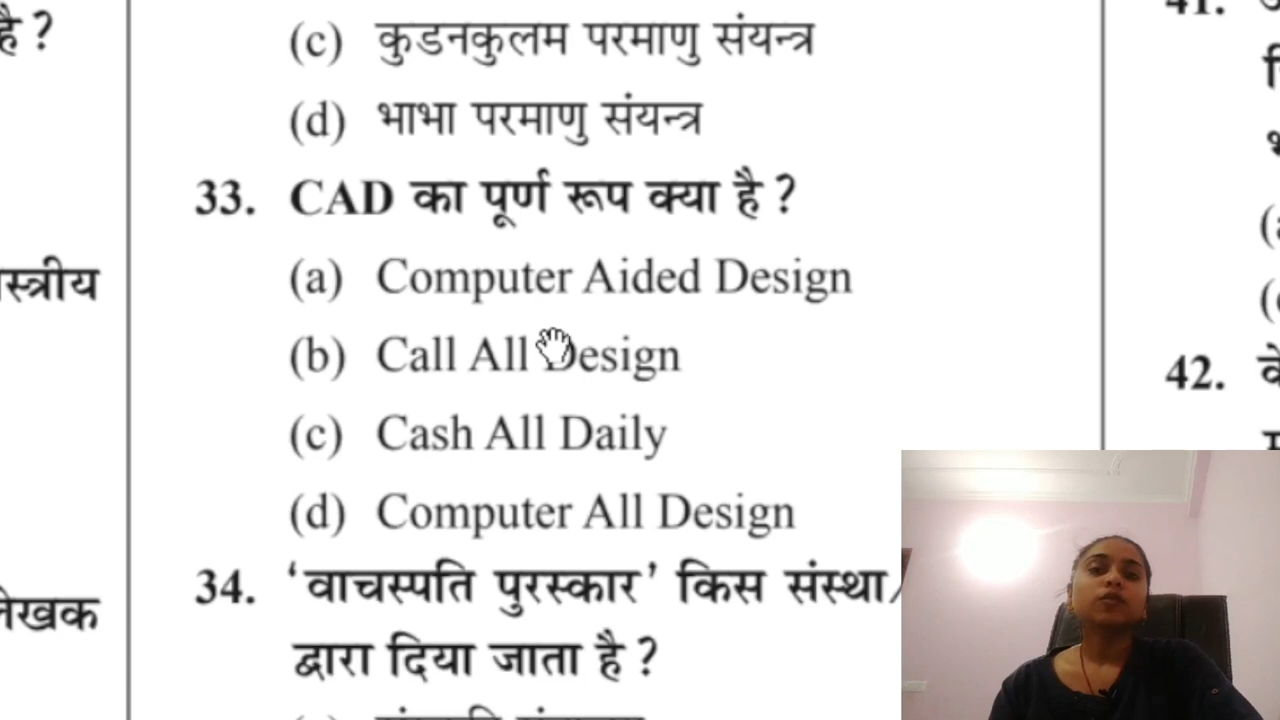 है ?
स्त्रीय
लेखक
(c) कुडनकुलम परमाणु संयन्त्र
(d) भाभा परमाणु संयन्त्र
33. CAD का पूर्ण रूप क्या है ?
(a) Computer Aided Design
(b) Call All Design
(c) Cash All Daily
(d) Computer All Design
34. ‘वाचस्पति पुरस्कार’ किस संस्था/
द्वारा दिया जाता है ?
41.
42.